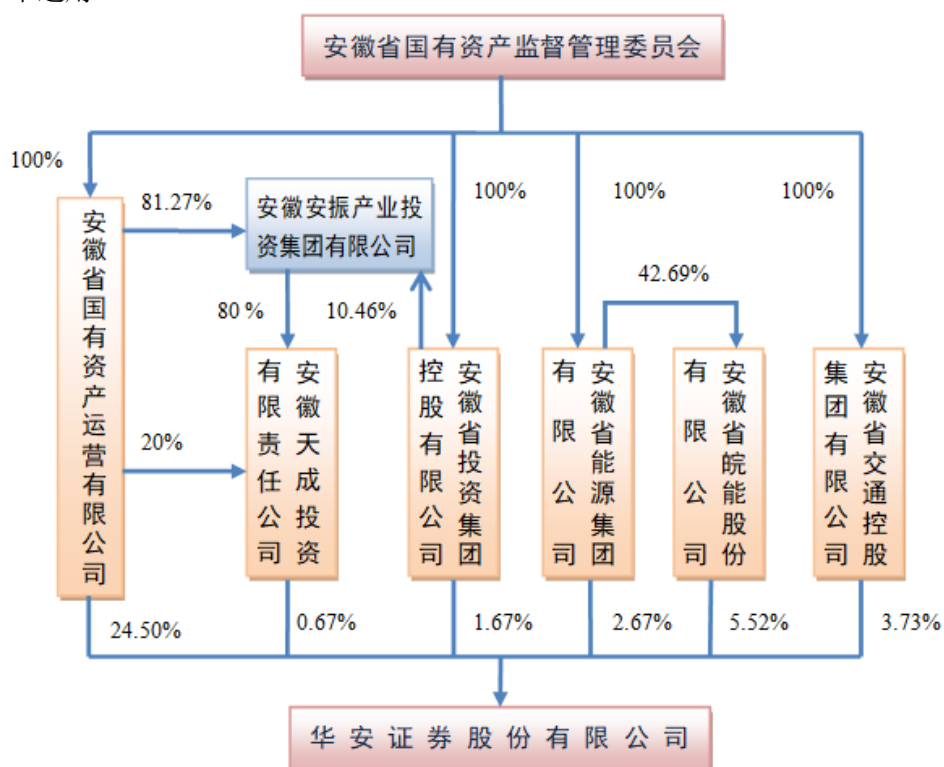 安徽省国有资产监督管理委员会
100%
81.27%
安徽安振产业投
资集团有限公司
100%
100%
100%
42.69%
80 %
10.46%
安徽省国有资产运营有限公司
20%
安徽天成投资
有限责任公司
安徽省投资集团
控股有限公司
安徽省能源集团
有限公司
安徽省皖能股份
有限公司
安徽省交通控股
集团有限公司
24.50%
0.67%
1.67%
2.67%
5.52%
3.73%
华安证券股份有限公司